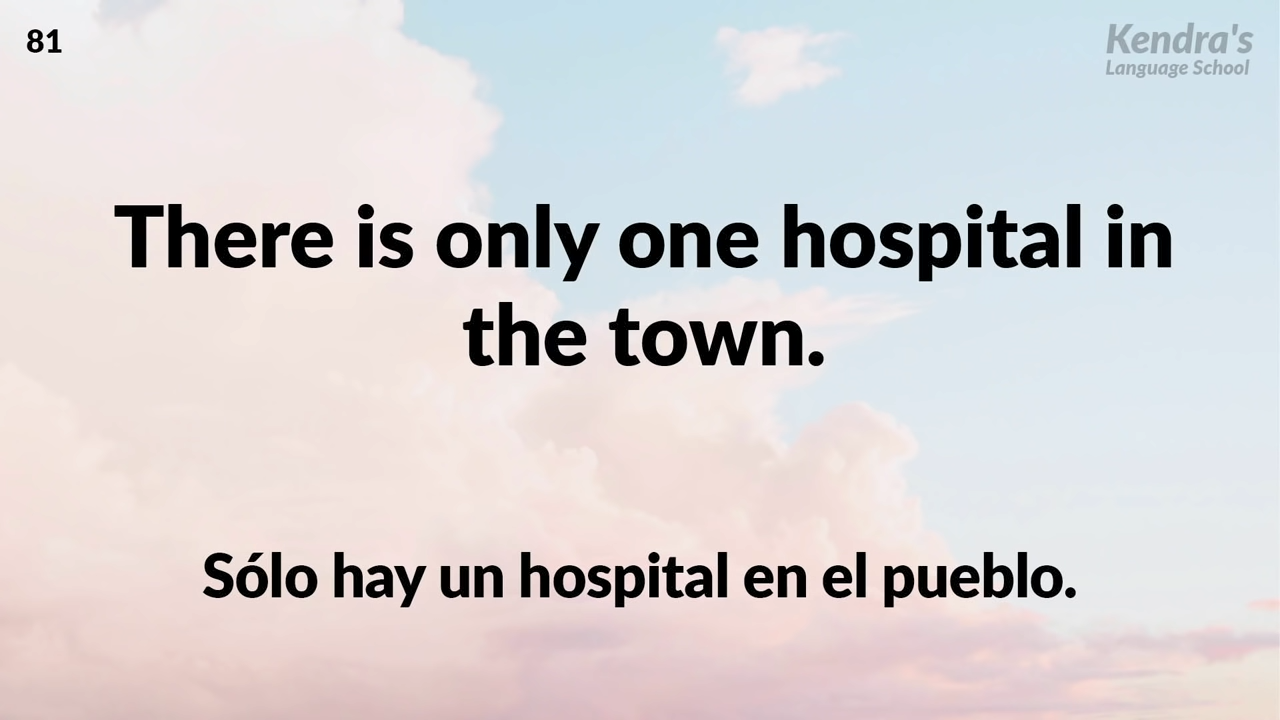 81
Kendra's
Language School
There is only one hospital in
the town.
Sólo hay un hospital en el pueblo.